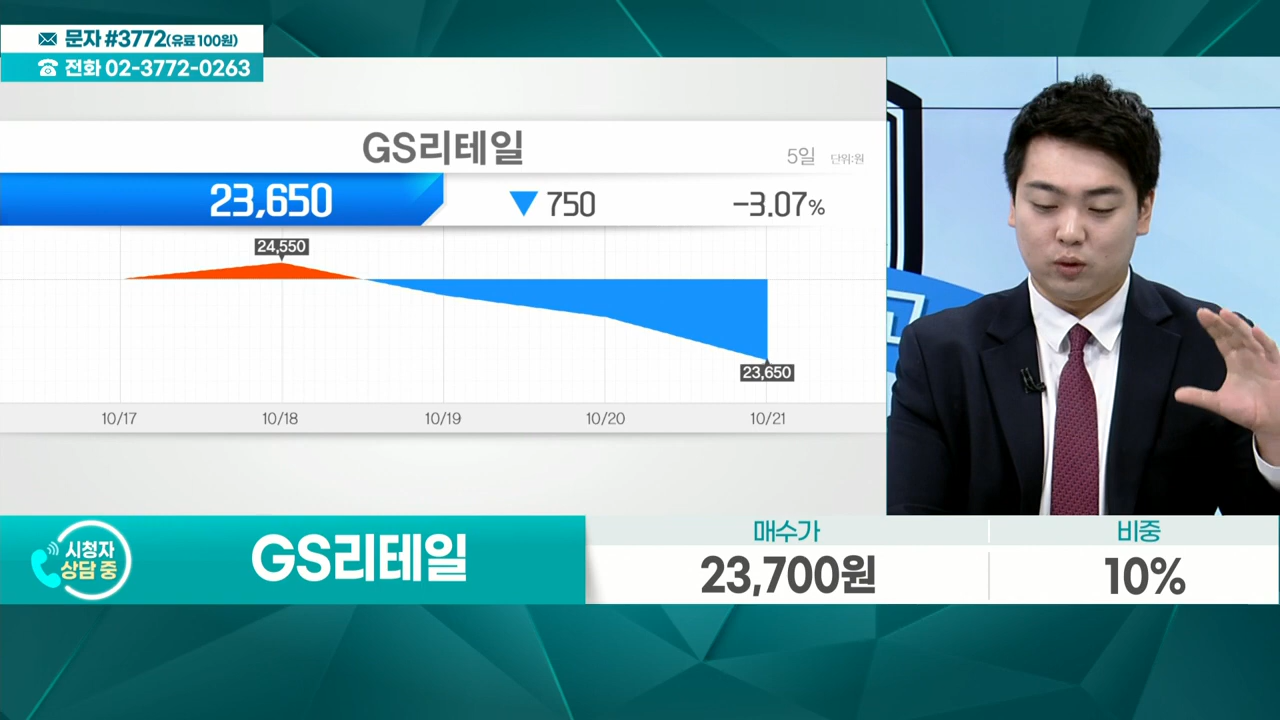 문자 #3772(유료 100원)
전화 02-3772-0263
GS리테일
5일 단위:원
23,650 ▼ 750 -3.07%
24,550
23,650
10/17 10/18 10/19 10/20 10/21
시청자
상담 중
GS리테일
매수가 비중
23,700원 10%